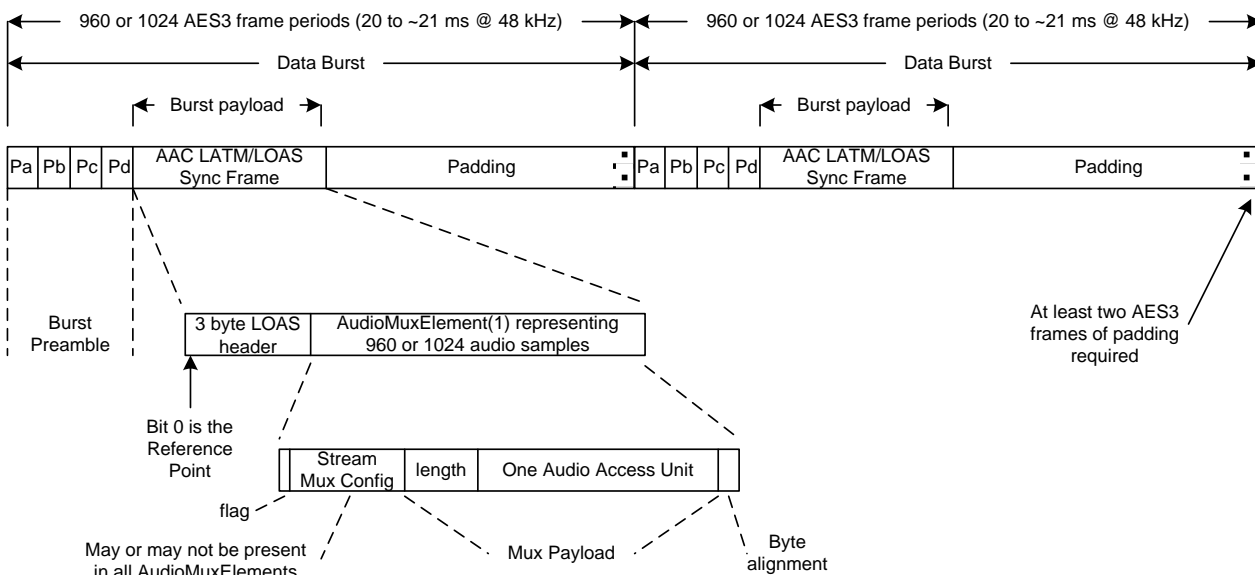 960 or 1024 AES3 frame periods (20 to ~21 ms @ 48 kHz)
960 or 1024 AES3 frame periods (20 to ~21 ms @ 48 kHz)
Data Burst
Data Burst
Burst payload
Burst payload
Pa
Pb
Pc
Pd
AAC LATM/LOAS
Sync Frame
Padding
Pa
Pb
Pc
Pd
AAC LATM/LOAS
Sync Frame
Padding
Burst
Preamble
3 byte LOAS
header
AudioMuxElement(1) representing
960 or 1024 audio samples
At least two AES3
frames of padding
required
Bit 0 is the
Reference
Point
Stream
Mux Config
length
One Audio Access Unit
flag
May or may not be present
in all AudioMuxElements
Mux Payload
Byte
alignment